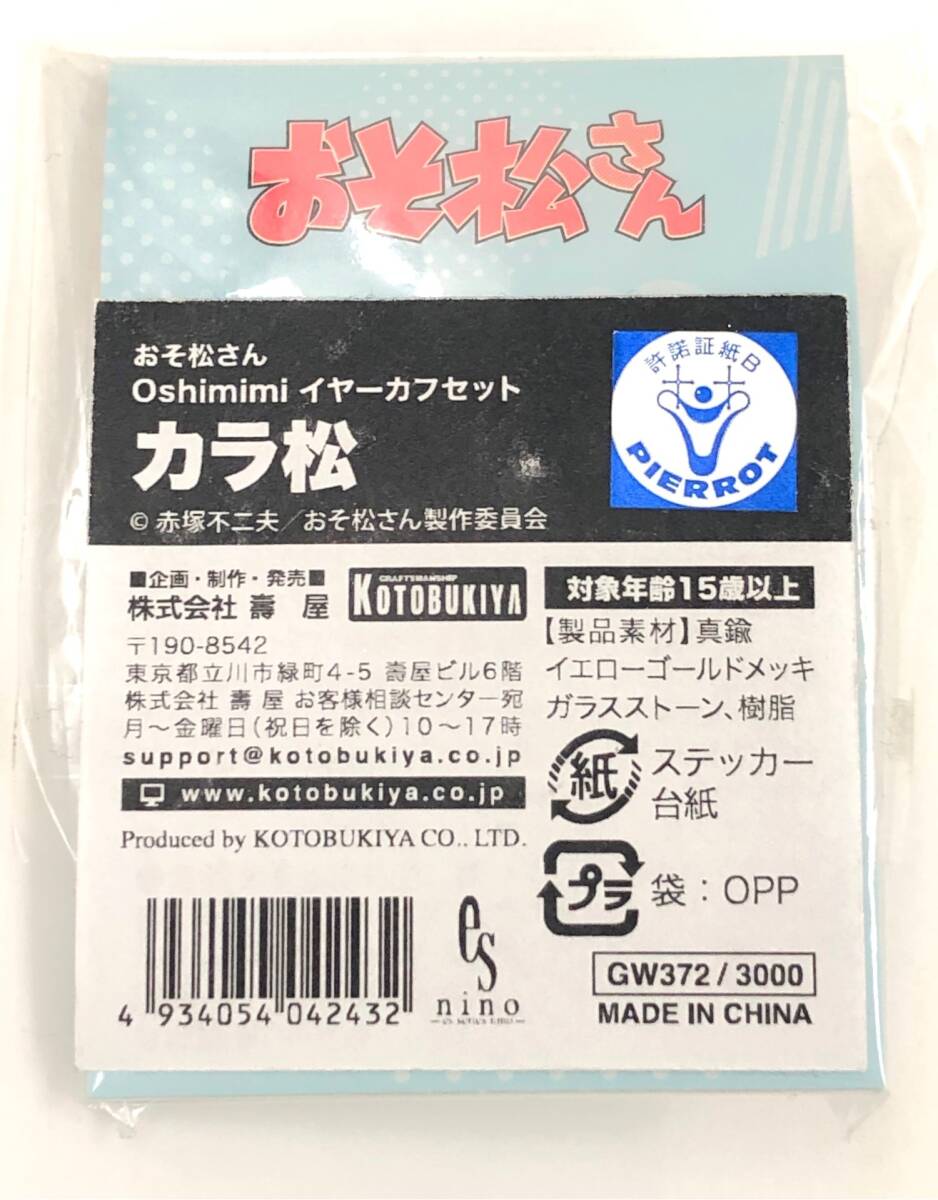 おそ松さん
おそ松さん
Oshimimi イヤーカフセット
カラ松
© 赤塚不二夫／おそ松さん製作委員会
許諾証紙B
PIERROT
■企画・制作・発売■
株式会社 壽 屋
CRAFTSMANSHIP
KOTOBUKIYA
〒190-8542
東京都立川市緑町4-5 壽屋ビル6階
株式会社 壽 屋 お客様相談センター宛
月～金曜日（祝日を除く）10～17時
support@kotobukiya.co.jp
www.kotobukiya.co.jp
Produced by KOTOBUKIYA CO., LTD.
対象年齢15歳以上
【製品素材】真鍮
イエローゴールドメッキ
ガラスストーン、樹脂
紙 ステッカー
台紙
プラ 袋：OPP
4 934054 042432
es
nino
— es series nino —
GW372 / 3000
MADE IN CHINA